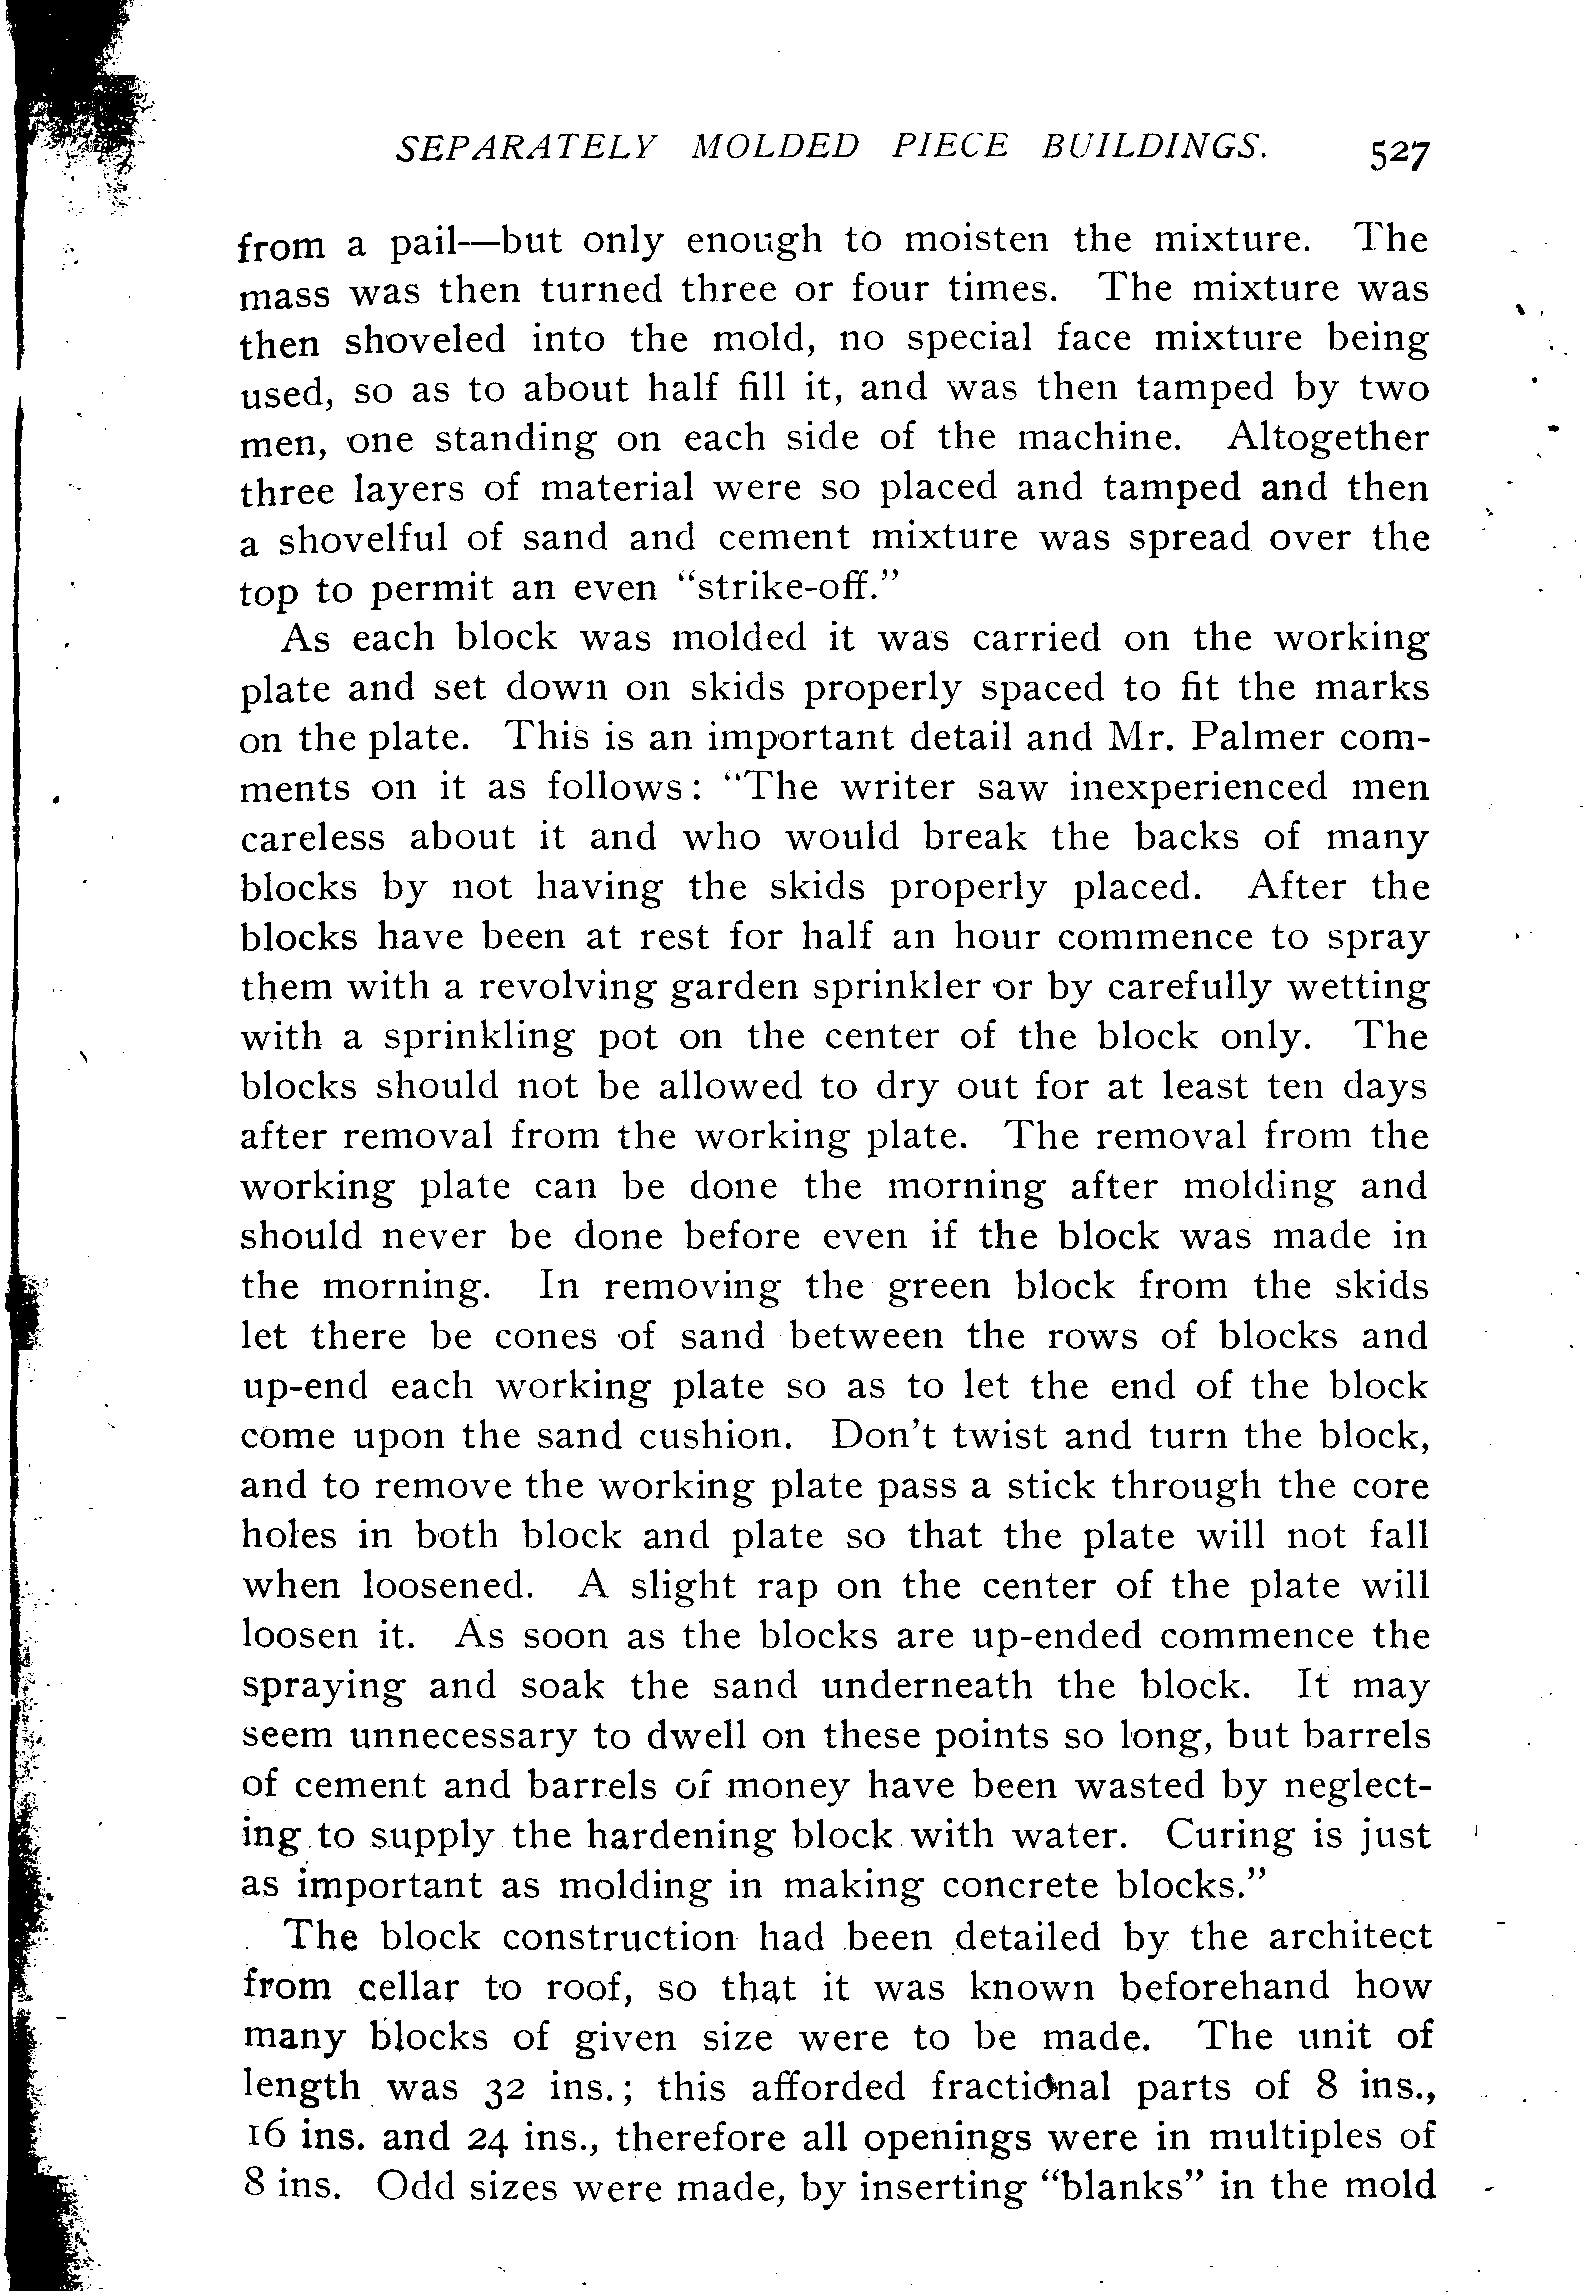 SEPARATELY MOLDED PIECE BUILDINGS. 527
from a pail—but only enough to moisten the mixture. The
mass was then turned three or four times. The mixture was
then shoveled into the mold, no special face mixture being
used, so as to about half fill it, and was then tamped by two
men, one standing on each side of the machine. Altogether
three layers of material were so placed and tamped and then
a shovelful of sand and cement mixture was spread over the
top to permit an even “strike-off.”
As each block was molded it was carried on the working
plate and set down on skids properly spaced to fit the marks
on the plate. This is an important detail and Mr. Palmer com-
ments on it as follows: “The writer saw inexperienced men
careless about it and who would break the backs of many
blocks by not having the skids properly placed. After the
blocks have been at rest for half an hour commence to spray
them with a revolving garden sprinkler or by carefully wetting
with a sprinkling pot on the center of the block only. The
blocks should not be allowed to dry out for at least ten days
after removal from the working plate. The removal from the
working plate can be done the morning after molding and
should never be done before even if the block was made in
the morning. In removing the green block from the skids
let there be cones of sand between the rows of blocks and
up-end each working plate so as to let the end of the block
come upon the sand cushion. Don’t twist and turn the block,
and to remove the working plate pass a stick through the core
holes in both block and plate so that the plate will not fall
when loosened. A slight rap on the center of the plate will
loosen it. As soon as the blocks are up-ended commence the
spraying and soak the sand underneath the block. It may
seem unnecessary to dwell on these points so long, but barrels
of cement and barrels of money have been wasted by neglect-
ing to supply the hardening block with water. Curing is just
as important as molding in making concrete blocks.”
The block construction had been detailed by the architect
from cellar to roof, so that it was known beforehand how
many blocks of given size were to be made. The unit of
length was 32 ins.; this afforded fractional parts of 8 ins.,
16 ins. and 24 ins., therefore all openings were in multiples of
8 ins. Odd sizes were made, by inserting “blanks” in the mold